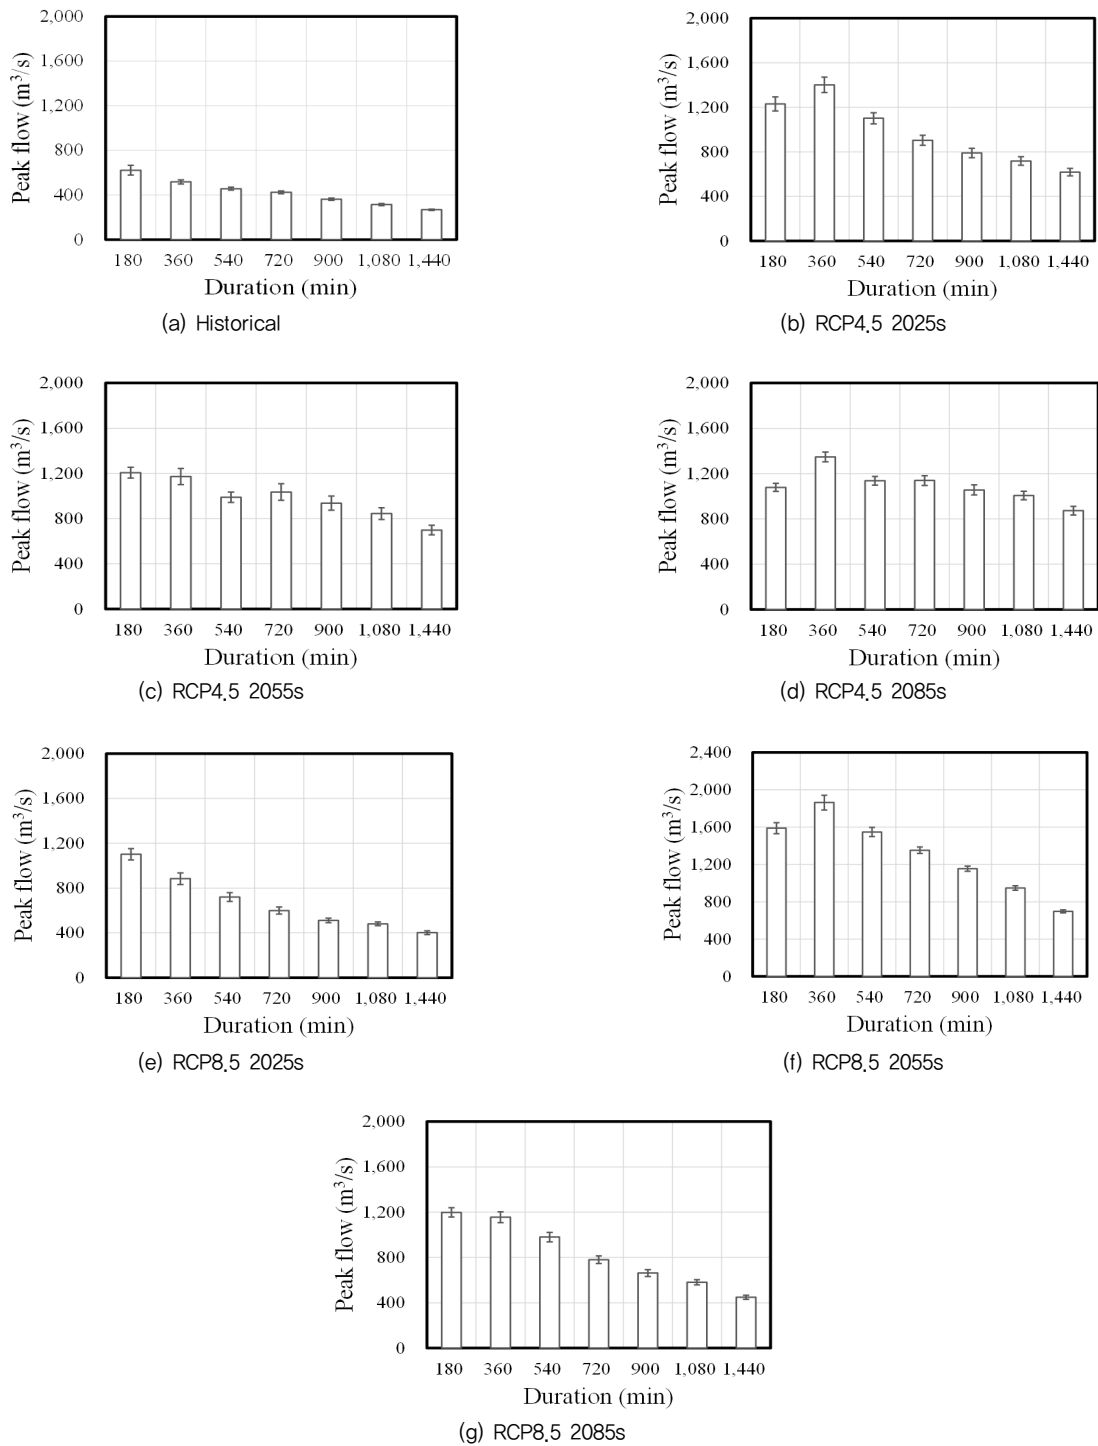 2,000
1,600
1,200
800
400
0
Peak flow (m³/s)
180 360 540 720 900 1,080 1,440
Duration (min)
(a) Historical
2,000
1,600
1,200
800
400
0
Peak flow (m³/s)
180 360 540 720 900 1,080 1,440
Duration (min)
(b) RCP4.5 2025s
2,000
1,600
1,200
800
400
0
Peak flow (m³/s)
180 360 540 720 900 1,080 1,440
Duration (min)
(c) RCP4.5 2055s
2,000
1,600
1,200
800
400
0
Peak flow (m³/s)
180 360 540 720 900 1,080 1,440
Duration (min)
(d) RCP4.5 2085s
2,000
1,600
1,200
800
400
0
Peak flow (m³/s)
180 360 540 720 900 1,080 1,440
Duration (min)
(e) RCP8.5 2025s
2,400
2,000
1,600
1,200
800
400
0
Peak flow (m³/s)
180 360 540 720 900 1,080 1,440
Duration (min)
(f) RCP8.5 2055s
2,000
1,600
1,200
800
400
0
Peak flow (m³/s)
180 360 540 720 900 1,080 1,440
Duration (min)
(g) RCP8.5 2085s